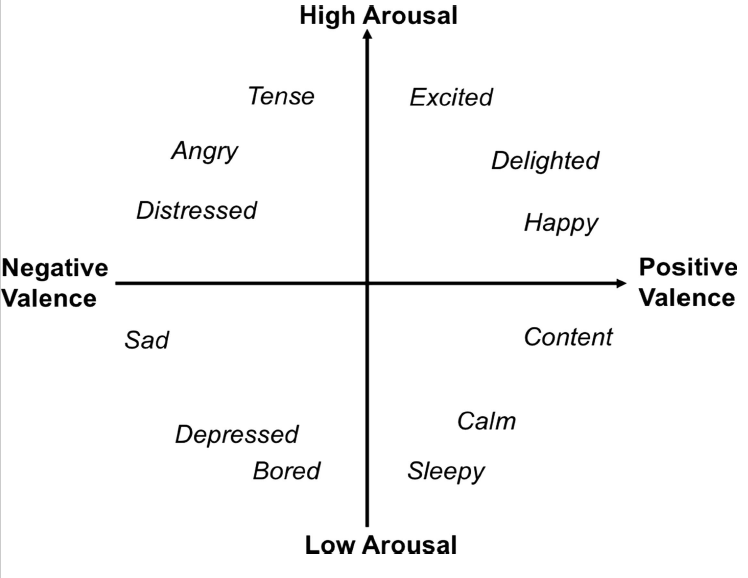 High Arousal
Tense
Excited
Angry
Delighted
Distressed
Happy
Negative
Valence
Positive
Valence
Sad
Content
Calm
Depressed
Bored
Sleepy
Low Arousal